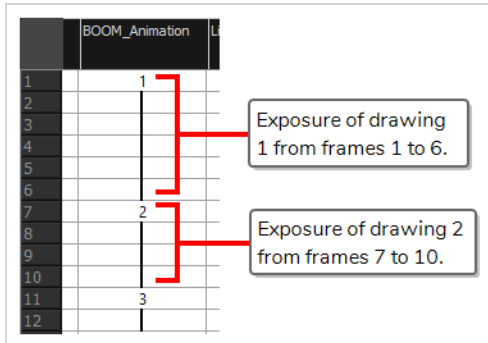 BOOM_Animation Li
1 1
2
3
4
5
6
7 2
8
9
10
11 3
12
Exposure of drawing
1 from frames 1 to 6.
Exposure of drawing 2
from frames 7 to 10.